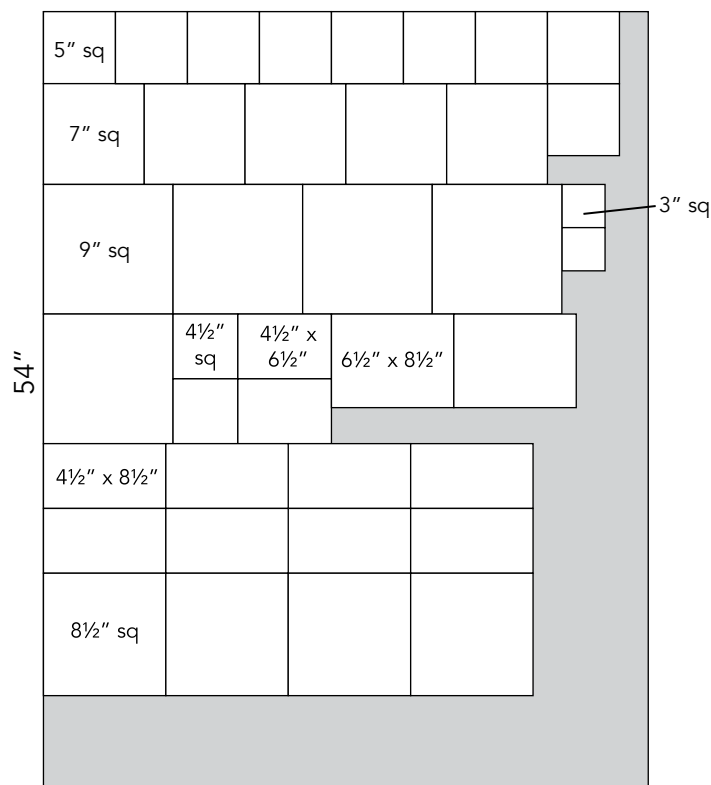 5″ sq
7″ sq
9″ sq
3″ sq
4½″
sq
4½″ x
6½″
6½″ x 8½″
54″
4½″ x 8½″
8½″ sq